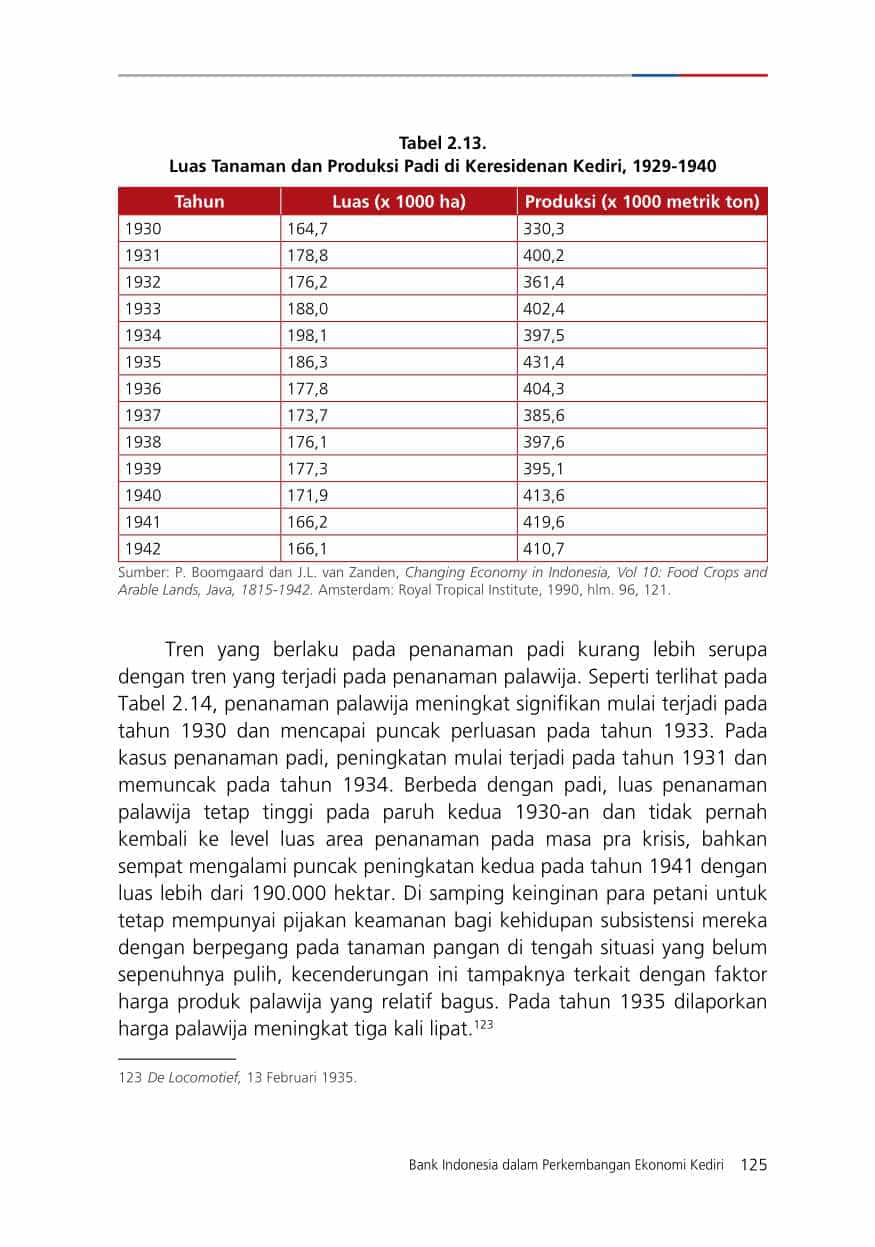 Tabel 2.13.
Luas Tanaman dan Produksi Padi di Keresidenan Kediri, 1929-1940
Tahun Luas (x 1000 ha) Produksi (x 1000 metrik ton)
1930 164,7 330,3
1931 178,8 400,2
1932 176,2 361,4
1933 188,0 402,4
1934 198,1 397,5
1935 186,3 431,4
1936 177,8 404,3
1937 173,7 385,6
1938 176,1 397,6
1939 177,3 395,1
1940 171,9 413,6
1941 166,2 419,6
1942 166,1 410,7
Sumber: P. Boomgaard dan J.L. van Zanden, Changing Economy in Indonesia, Vol 10: Food Crops and
Arable Lands, Java, 1815-1942. Amsterdam: Royal Tropical Institute, 1990, hlm. 96, 121.
Tren yang berlaku pada penanaman padi kurang lebih serupa
dengan tren yang terjadi pada penanaman palawija. Seperti terlihat pada
Tabel 2.14, penanaman palawija meningkat signifikan mulai terjadi pada
tahun 1930 dan mencapai puncak perluasan pada tahun 1933. Pada
kasus penanaman padi, peningkatan mulai terjadi pada tahun 1931 dan
memuncak pada tahun 1934. Berbeda dengan padi, luas penanaman
palawija tetap tinggi pada paruh kedua 1930-an dan tidak pernah
kembali ke level luas area penanaman pada masa pra krisis, bahkan
sempat mengalami puncak peningkatan kedua pada tahun 1941 dengan
luas lebih dari 190.000 hektar. Di samping keinginan para petani untuk
tetap mempunyai pijakan keamanan bagi kehidupan subsistensi mereka
dengan berpegang pada tanaman pangan di tengah situasi yang belum
sepenuhnya pulih, kecenderungan ini tampaknya terkait dengan faktor
harga produk palawija yang relatif bagus. Pada tahun 1935 dilaporkan
harga palawija meningkat tiga kali lipat.123
123 De Locomotief, 13 Februari 1935.
Bank Indonesia dalam Perkembangan Ekonomi Kediri 125